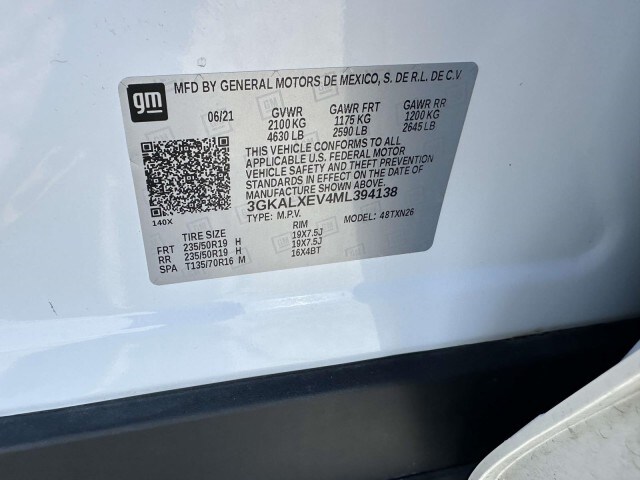 gm
MFD BY GENERAL MOTORS DE MEXICO, S. DE R.L. DE C.V
06/21 GVWR GAWR FRT GAWR RR
2100 KG 1175 KG 1200 KG
4630 LB 2590 LB 2645 LB
THIS VEHICLE CONFORMS TO ALL
APPLICABLE U.S. FEDERAL MOTOR
VEHICLE SAFETY AND THEFT PREVENTION
STANDARDS IN EFFECT ON THE DATE OF
MANUFACTURE SHOWN ABOVE.
140X 3GKALXEV4ML394138
TYPE: M.P.V. MODEL: 48TXN26
TIRE SIZE RIM
FRT 235/50R19 H 19X7.5J
RR 235/50R19 H 19X7.5J
SPA T135/70R16 M 16X4BT